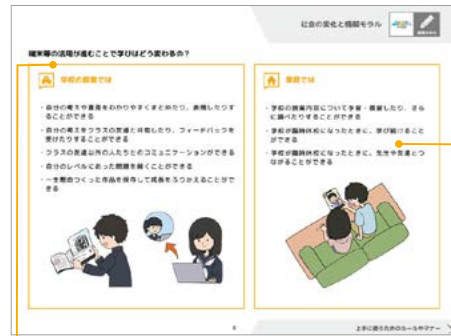 社会の変化と情報モラル
端末等の活用が進むことで学びはどう変わるの？
学校の授業では
・自分の考えや意見をわかりやすくまとめたり、表現したりす
ることができる
・自分の考えをクラスの友達と共有したり、フィードバックを
受けたりすることができる
・クラスの友達以外の人たちとのコミュニケーションができる
・自分のレベルにあった問題を解くことができる
・一生懸命つくった作品を保存して成長をふりかえることがで
きる
家庭では
・学校の授業内容について予習・復習したり、さら
に調べたりすることができる
・学校が臨時休校になったときに、学び続けること
ができる
・学校が臨時休校になったときに、先生や友達とつ
ながることができる
上手に使うためのルールやマナー